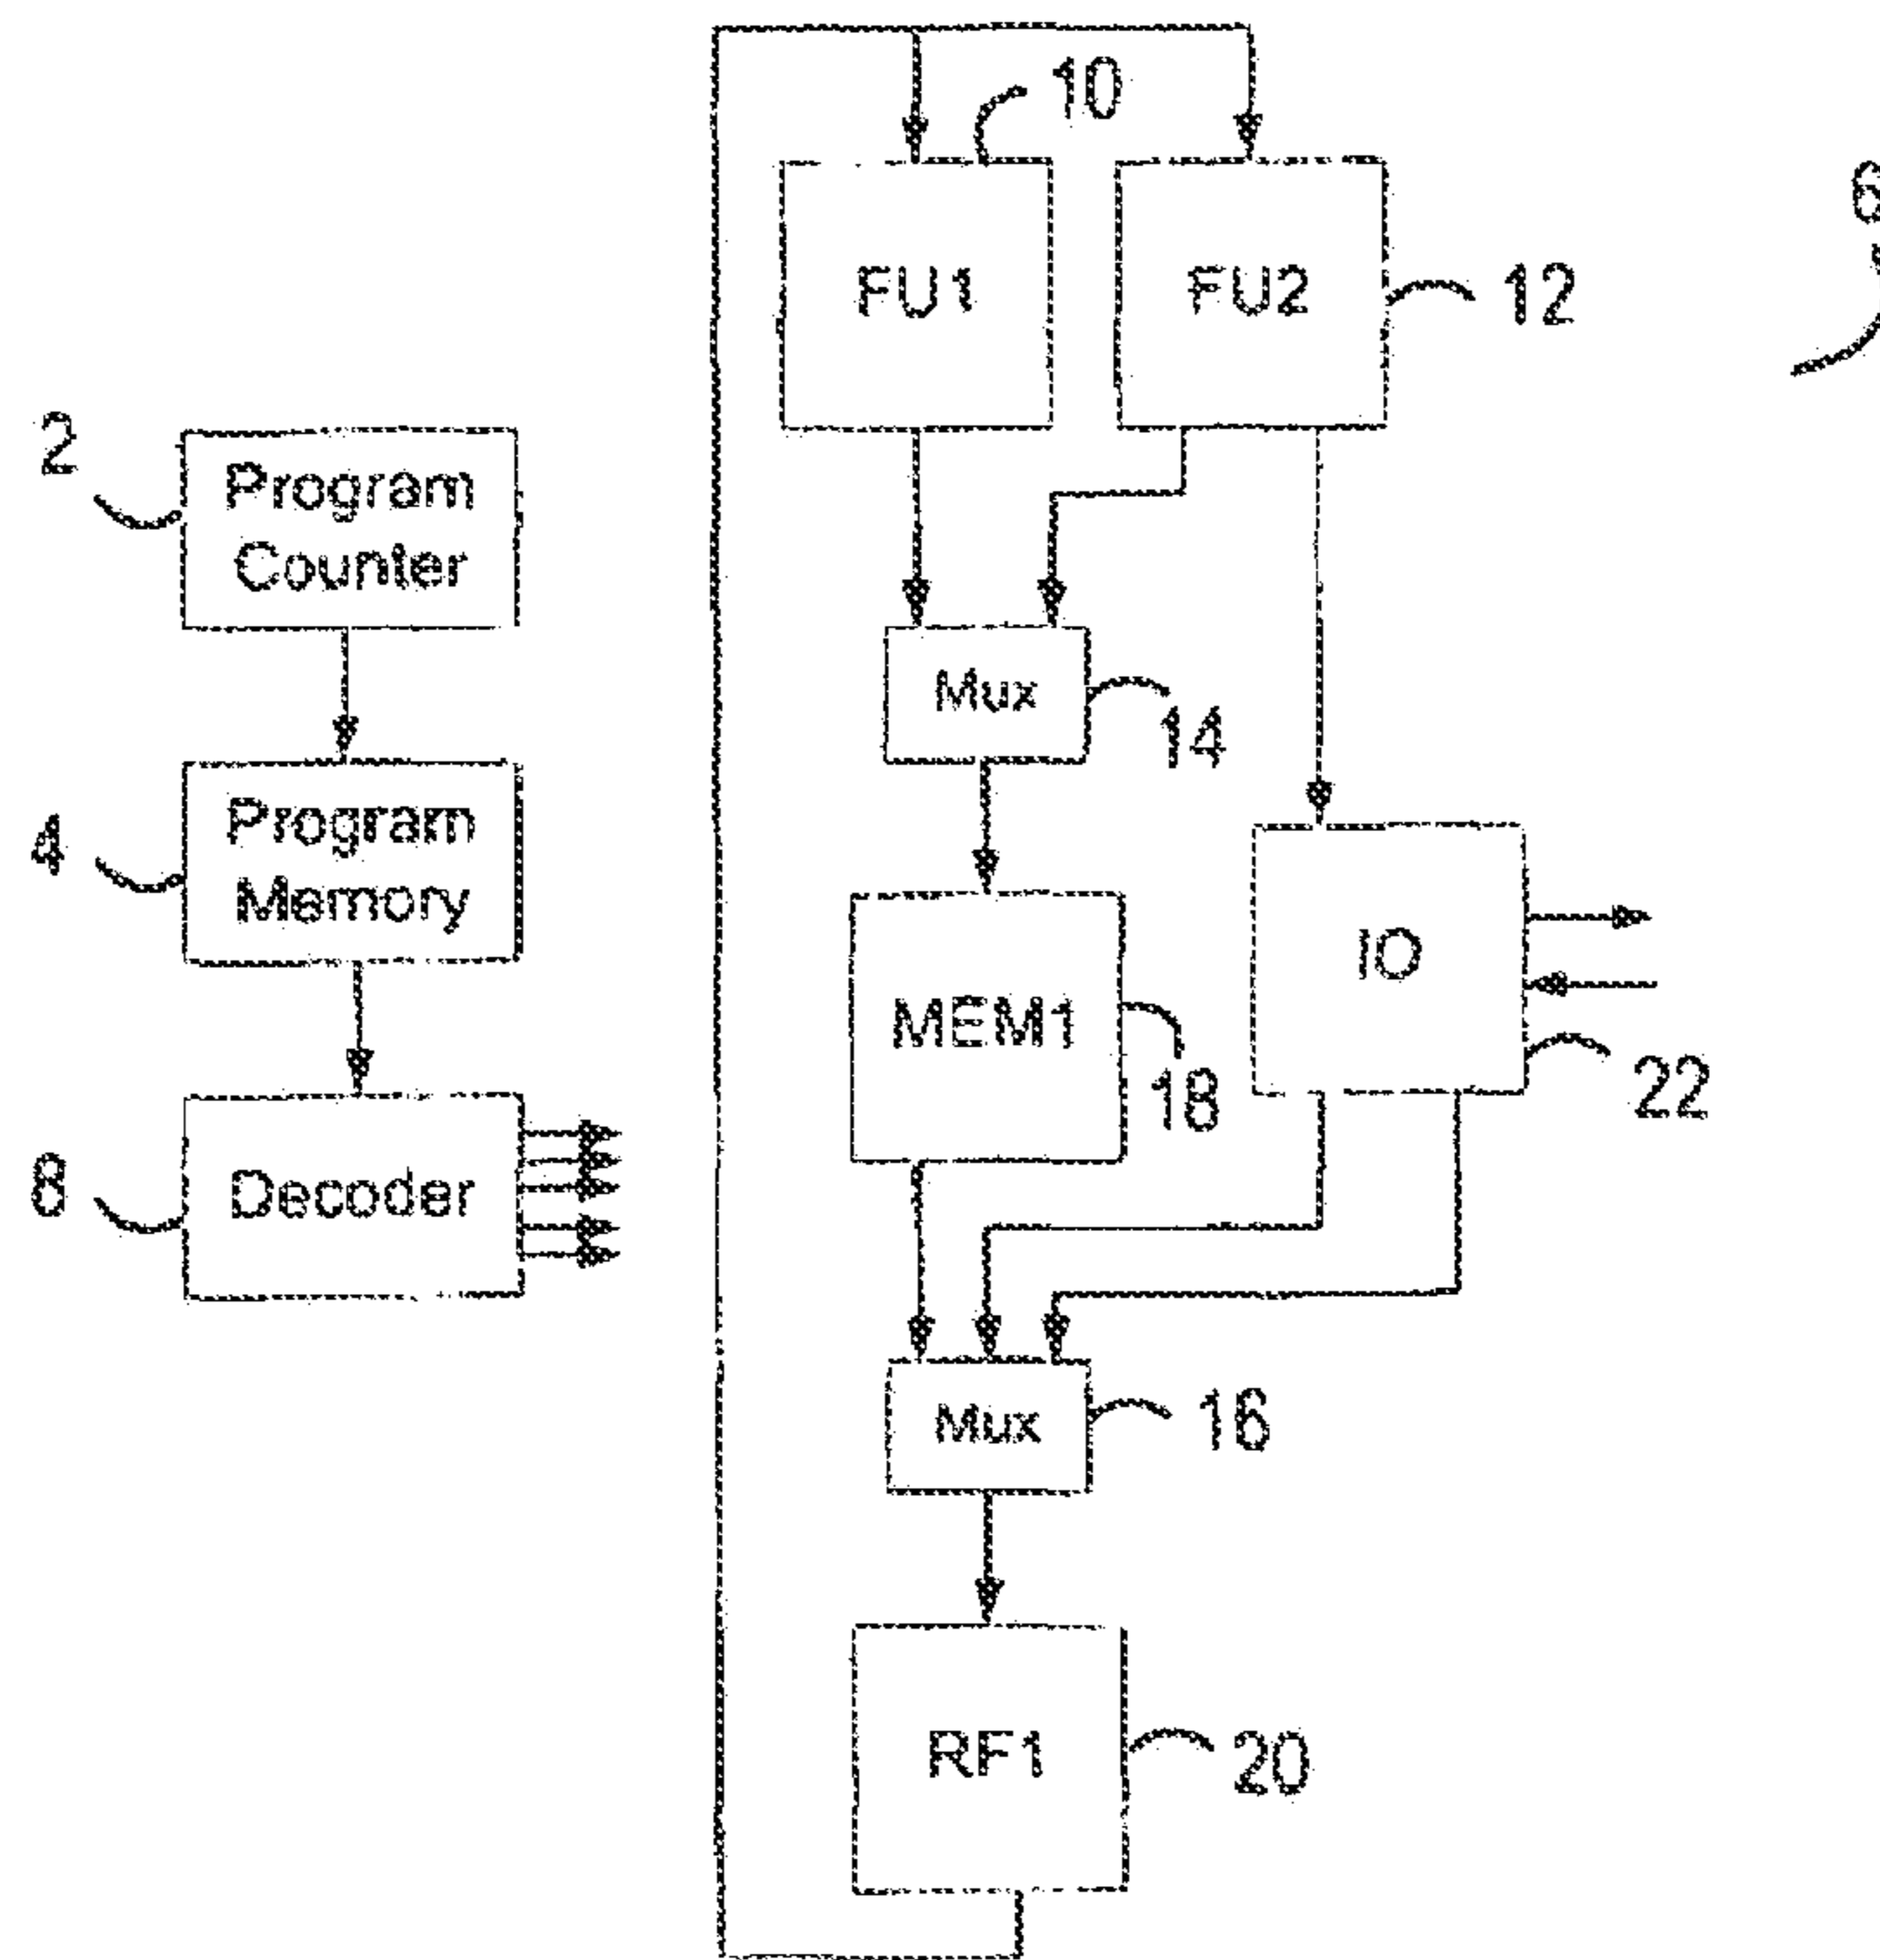 10
6
FU1
FU2
12
2
Program
Counter
Mux
14
4
Program
Memory
IO
MEM1
18
22
8
Decoder
Mux
16
RF1
20